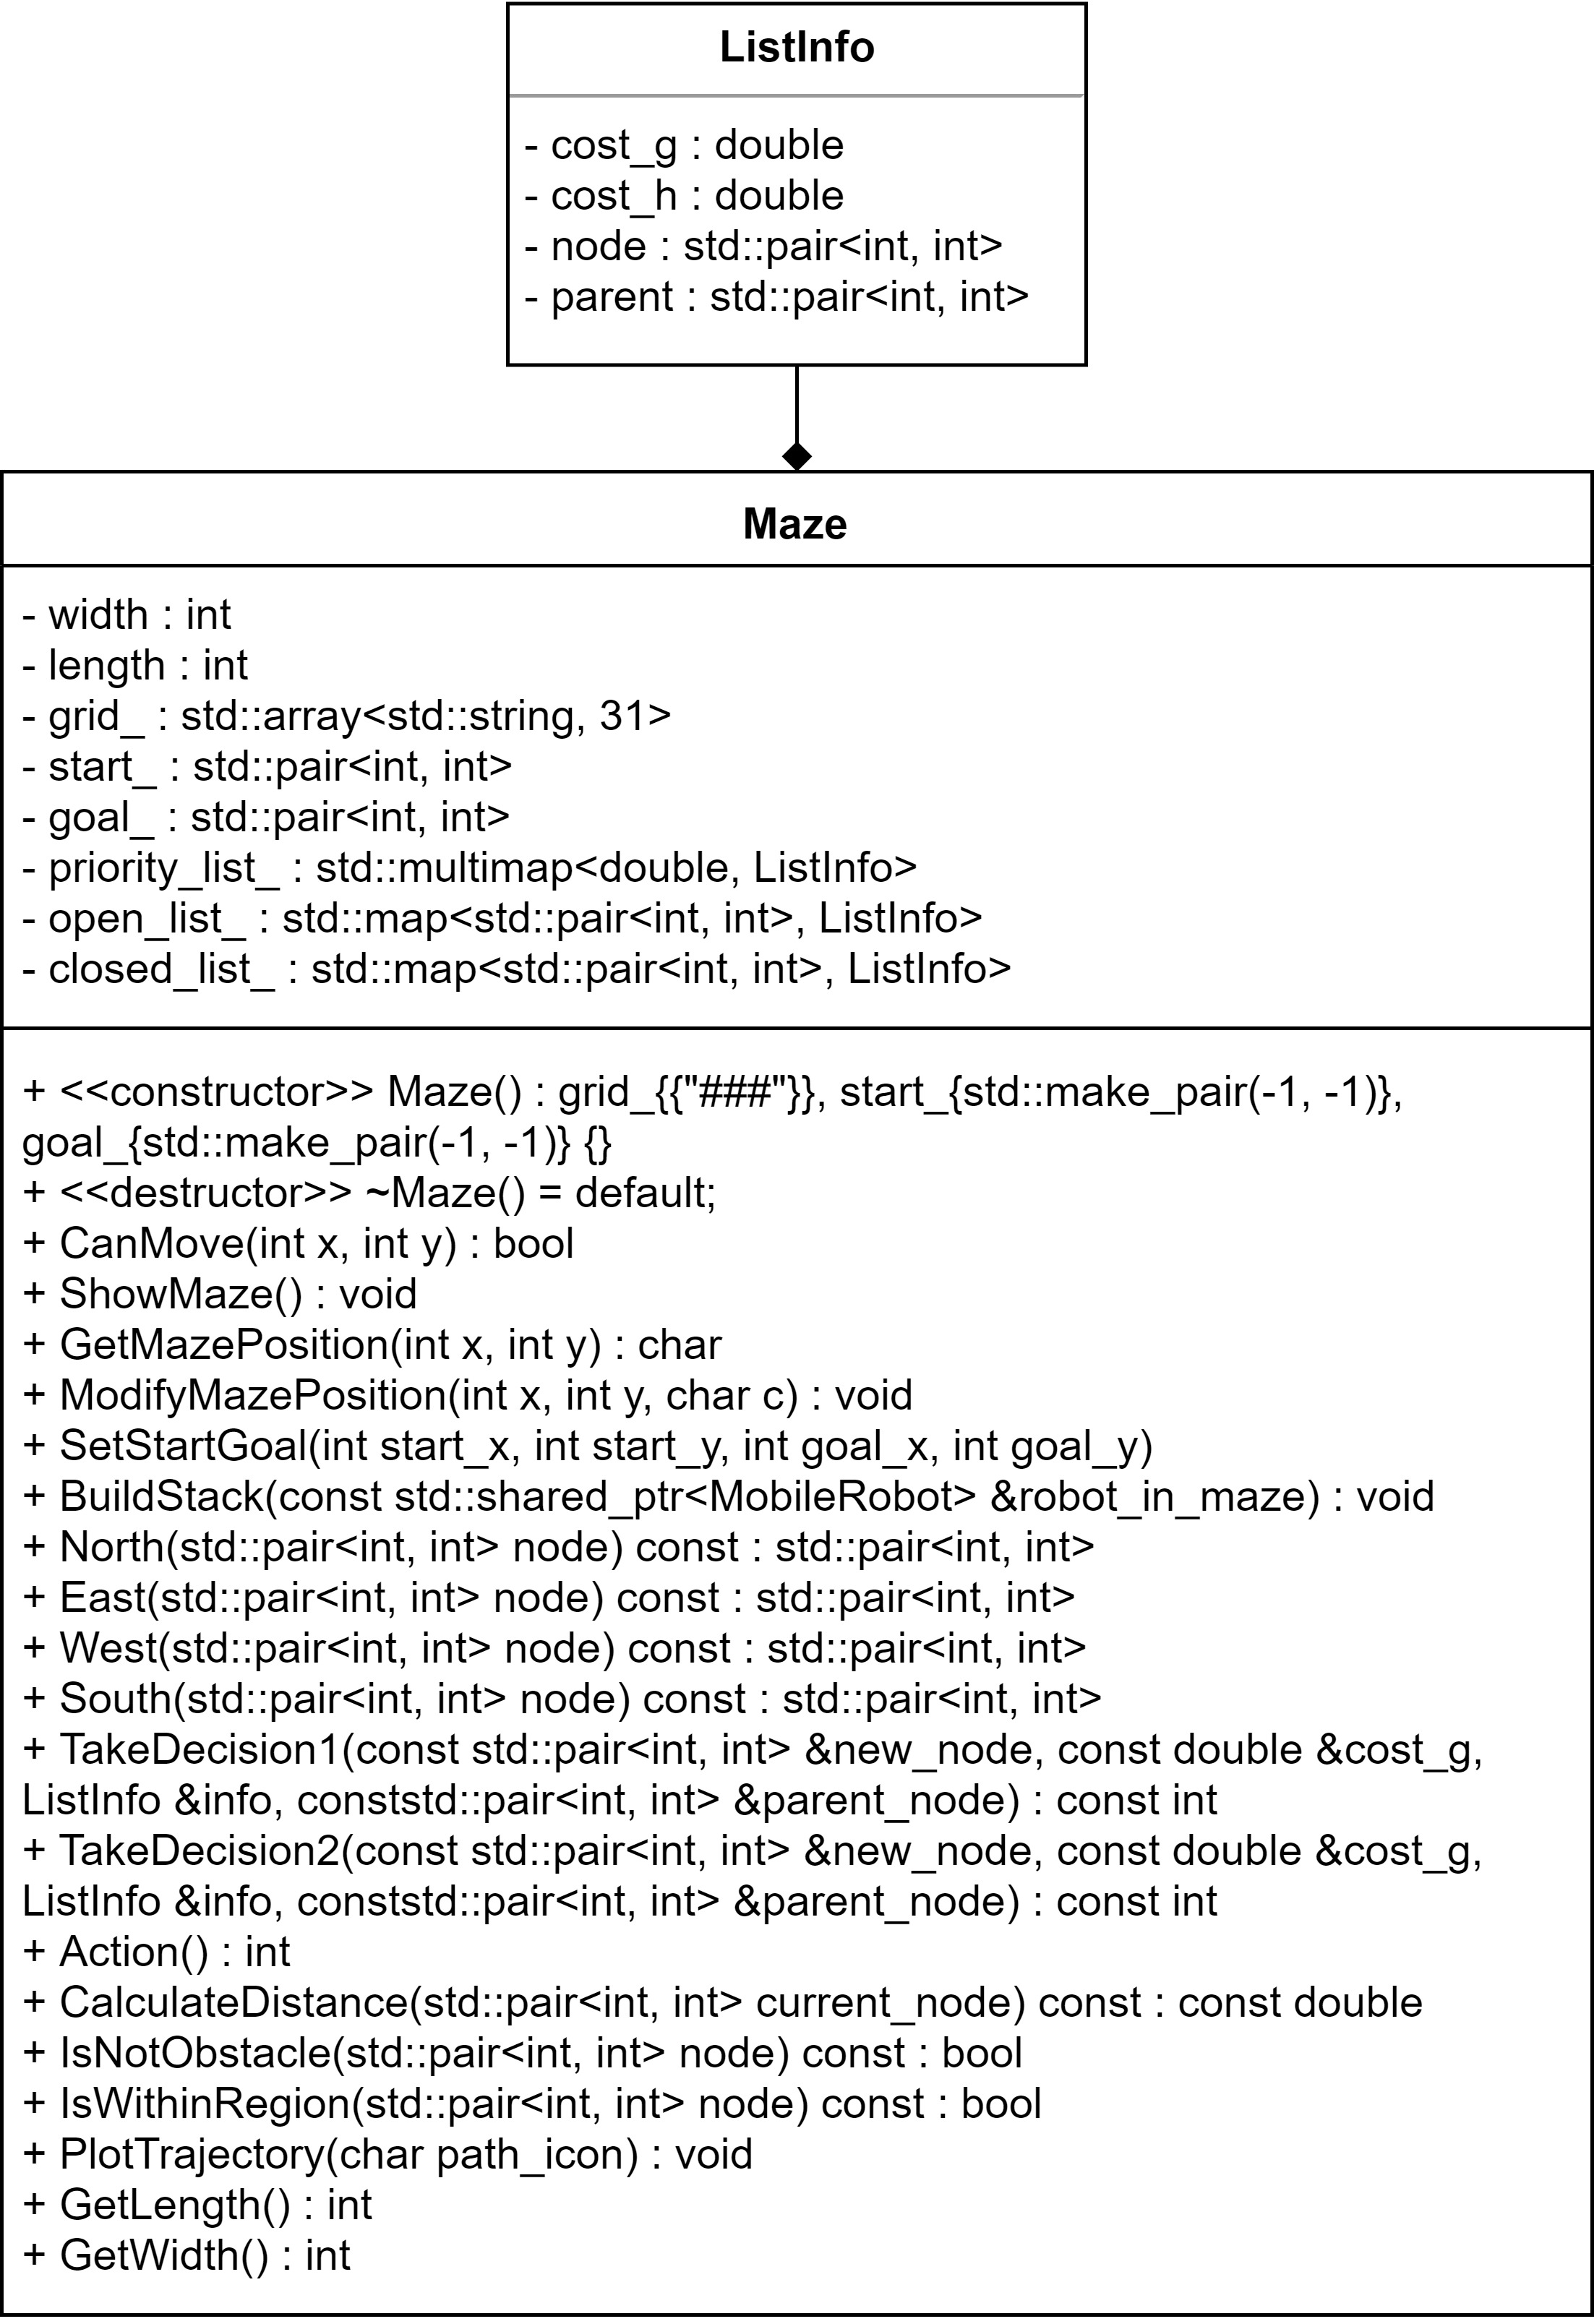 ListInfo
- cost_g : double
- cost_h : double
- node : std::pair<int, int>
- parent : std::pair<int, int>
Maze
- width : int
- length : int
- grid_ : std::array<std::string, 31>
- start_ : std::pair<int, int>
- goal_ : std::pair<int, int>
- priority_list_ : std::multimap<double, ListInfo>
- open_list_ : std::map<std::pair<int, int>, ListInfo>
- closed_list_ : std::map<std::pair<int, int>, ListInfo>
+ <<constructor>> Maze() : grid_{{"###"}}, start_{std::make_pair(-1, -1)},
goal_{std::make_pair(-1, -1)} {}
+ <<destructor>> ~Maze() = default;
+ CanMove(int x, int y) : bool
+ ShowMaze() : void
+ GetMazePosition(int x, int y) : char
+ ModifyMazePosition(int x, int y, char c) : void
+ SetStartGoal(int start_x, int start_y, int goal_x, int goal_y)
+ BuildStack(const std::shared_ptr<MobileRobot> &robot_in_maze) : void
+ North(std::pair<int, int> node) const : std::pair<int, int>
+ East(std::pair<int, int> node) const : std::pair<int, int>
+ West(std::pair<int, int> node) const : std::pair<int, int>
+ South(std::pair<int, int> node) const : std::pair<int, int>
+ TakeDecision1(const std::pair<int, int> &new_node, const double &cost_g,
ListInfo &info, conststd::pair<int, int> &parent_node) : const int
+ TakeDecision2(const std::pair<int, int> &new_node, const double &cost_g,
ListInfo &info, conststd::pair<int, int> &parent_node) : const int
+ Action() : int
+ CalculateDistance(std::pair<int, int> current_node) const : const double
+ IsNotObstacle(std::pair<int, int> node) const : bool
+ IsWithinRegion(std::pair<int, int> node) const : bool
+ PlotTrajectory(char path_icon) : void
+ GetLength() : int
+ GetWidth() : int